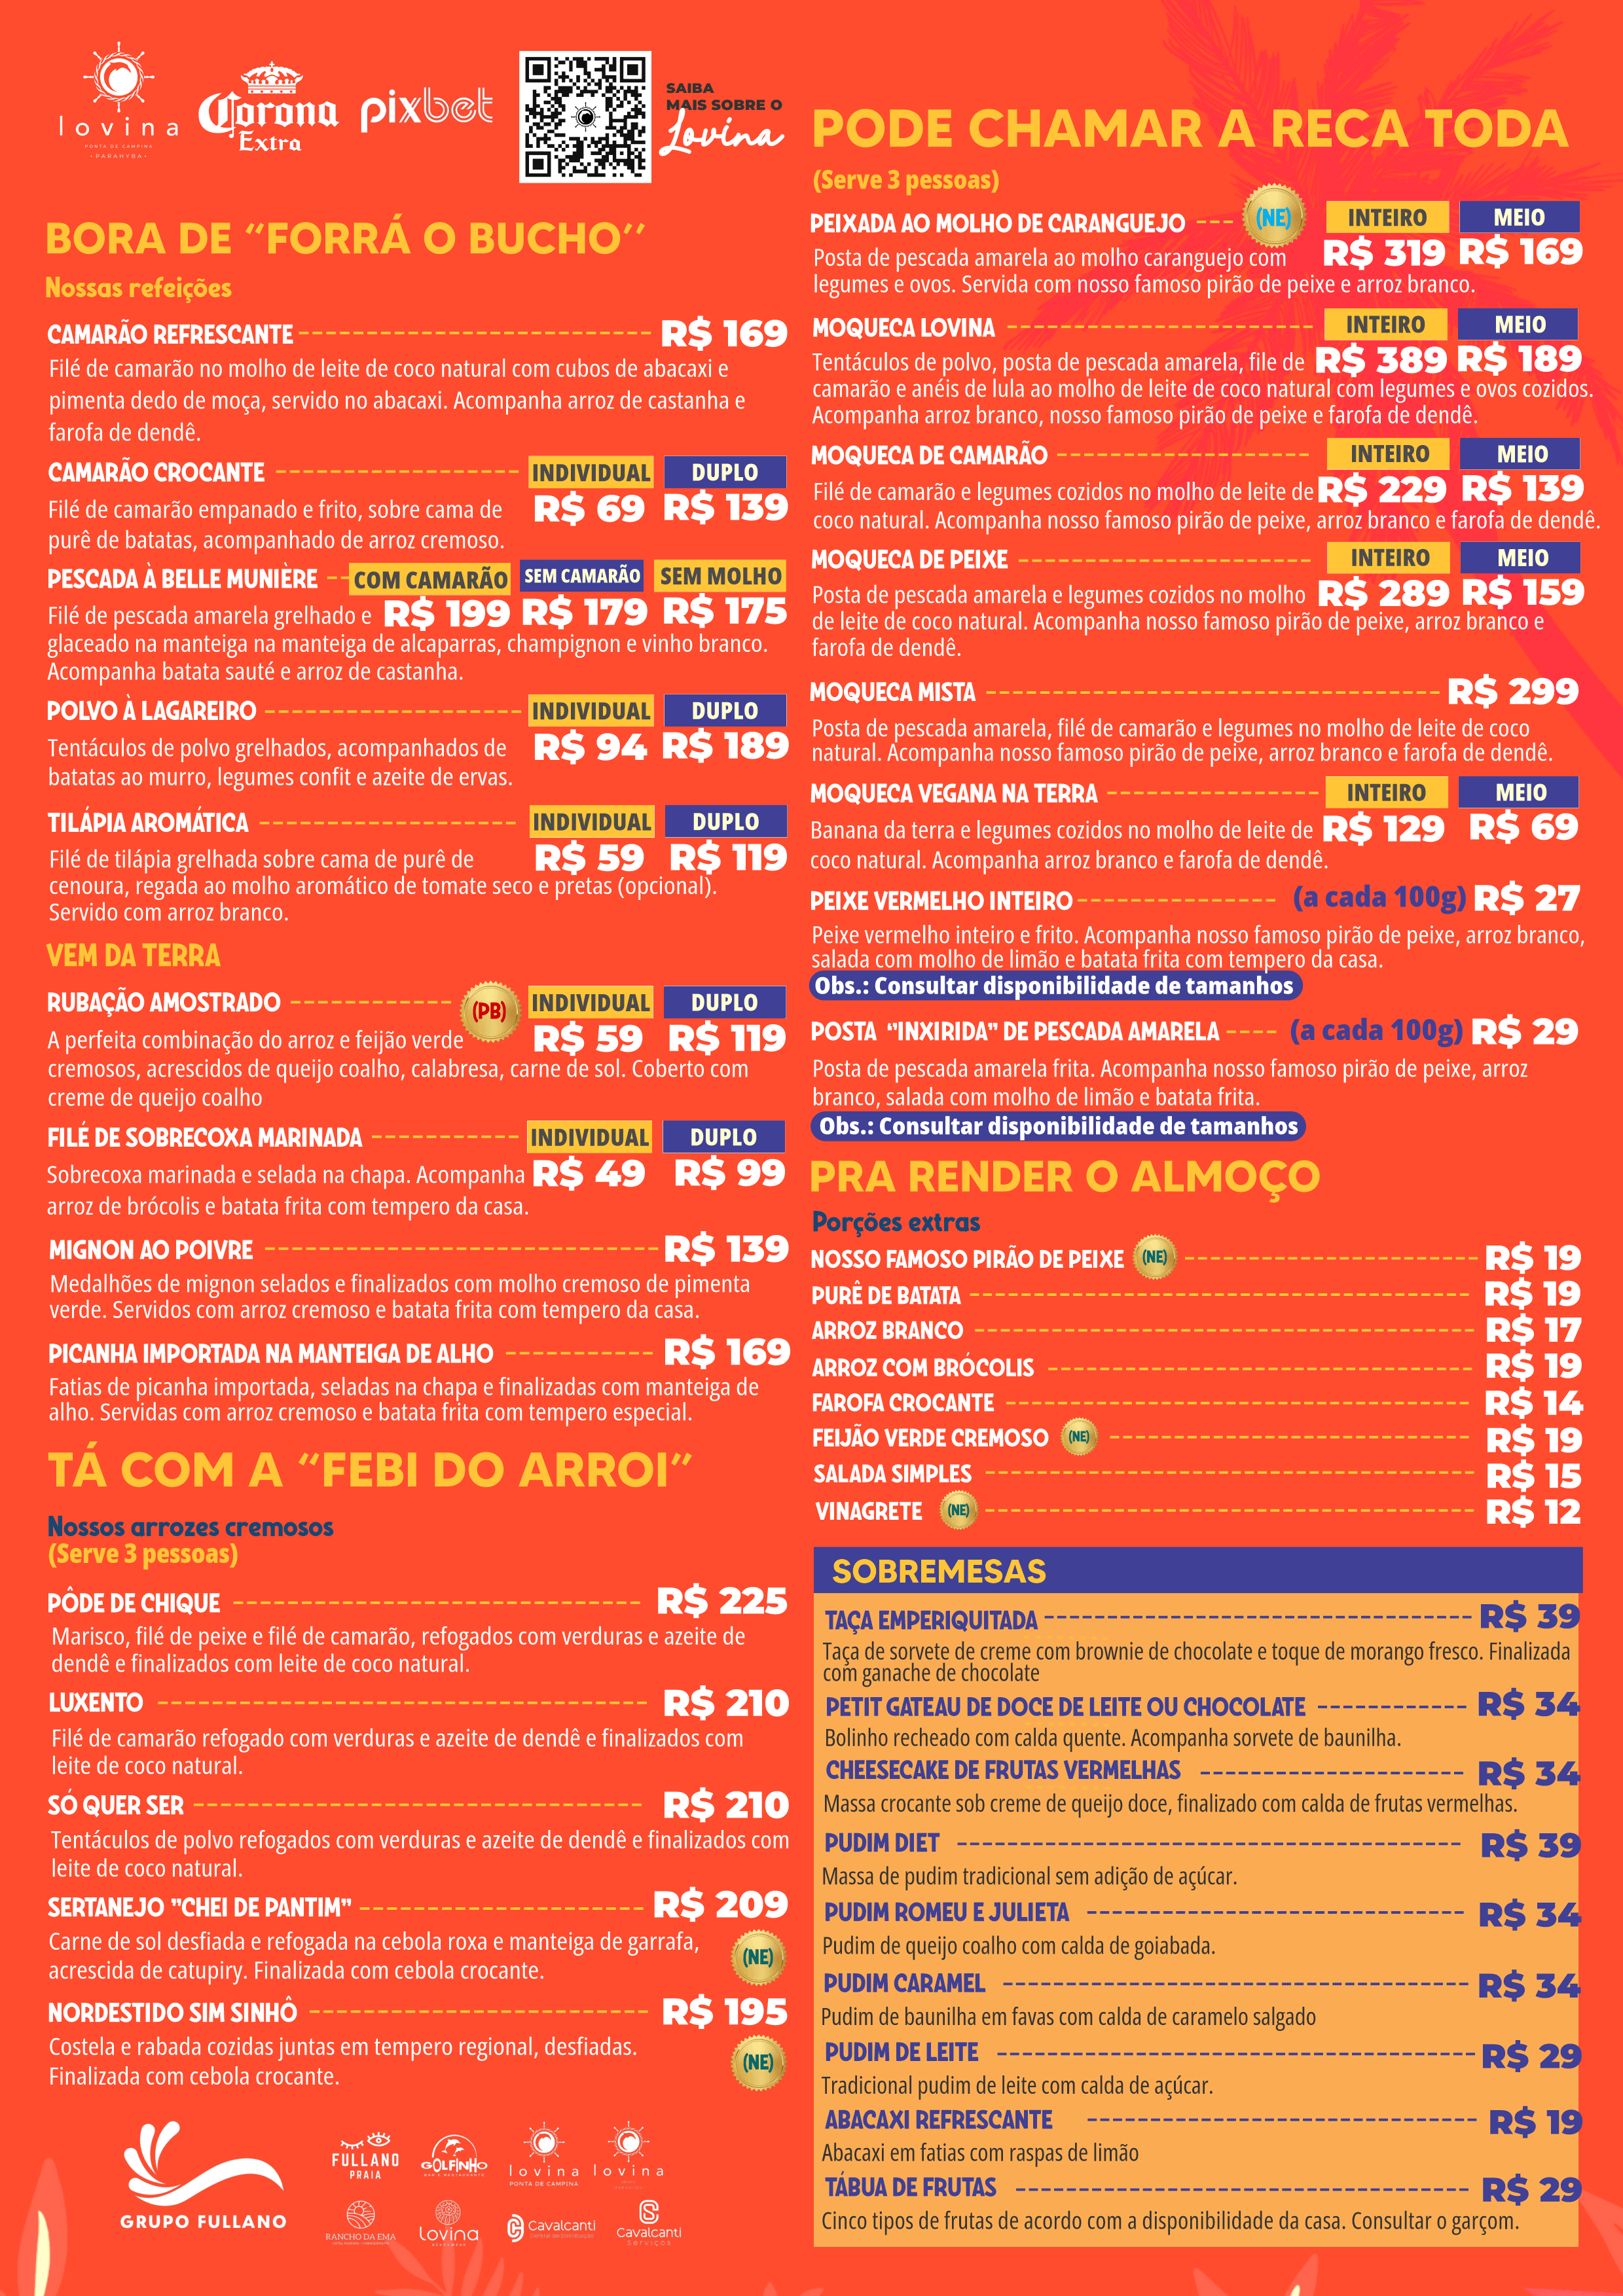 lovina
PONTA DE CAMPINA
• PARAHYBA •
Corona
Extra
pixbet
SAIBA
MAIS SOBRE O
Lovina
BORA DE “FORRÁ O BUCHO’’
Nossas refeições
CAMARÃO REFRESCANTE R$ 169
Filé de camarão no molho de leite de coco natural com cubos de abacaxi e
pimenta dedo de moça, servido no abacaxi. Acompanha arroz de castanha e
farofa de dendê.
CAMARÃO CROCANTE INDIVIDUAL DUPLO
Filé de camarão empanado e frito, sobre cama de R$ 69 R$ 139
purê de batatas, acompanhado de arroz cremoso.
PESCADA À BELLE MUNIÈRE COM CAMARÃO SEM CAMARÃO SEM MOLHO
Filé de pescada amarela grelhado e R$ 199 R$ 179 R$ 175
glaceado na manteiga na manteiga de alcaparras, champignon e vinho branco.
Acompanha batata sauté e arroz de castanha.
POLVO À LAGAREIRO INDIVIDUAL DUPLO
Tentáculos de polvo grelhados, acompanhados de R$ 94 R$ 189
batatas ao murro, legumes confit e azeite de ervas.
TILÁPIA AROMÁTICA INDIVIDUAL DUPLO
Filé de tilápia grelhada sobre cama de purê de R$ 59 R$ 119
cenoura, regada ao molho aromático de tomate seco e pretas (opcional).
Servido com arroz branco.
VEM DA TERRA
RUBAÇÃO AMOSTRADO (PB) INDIVIDUAL DUPLO
A perfeita combinação do arroz e feijão verde R$ 59 R$ 119
cremosos, acrescidos de queijo coalho, calabresa, carne de sol. Coberto com
creme de queijo coalho
FILÉ DE SOBRECOXA MARINADA INDIVIDUAL DUPLO
Sobrecoxa marinada e selada na chapa. Acompanha R$ 49 R$ 99
arroz de brócolis e batata frita com tempero da casa.
MIGNON AO POIVRE R$ 139
Medalhões de mignon selados e finalizados com molho cremoso de pimenta
verde. Servidos com arroz cremoso e batata frita com tempero da casa.
PICANHA IMPORTADA NA MANTEIGA DE ALHO R$ 169
Fatias de picanha importada, seladas na chapa e finalizadas com manteiga de
alho. Servidas com arroz cremoso e batata frita com tempero especial.
TÁ COM A “FEBI DO ARROI”
Nossos arrozes cremosos
(Serve 3 pessoas)
PÔDE DE CHIQUE R$ 225
Marisco, filé de peixe e filé de camarão, refogados com verduras e azeite de
dendê e finalizados com leite de coco natural.
LUXENTO R$ 210
Filé de camarão refogado com verduras e azeite de dendê e finalizados com
leite de coco natural.
SÓ QUER SER R$ 210
Tentáculos de polvo refogados com verduras e azeite de dendê e finalizados com
leite de coco natural.
SERTANEJO "CHEI DE PANTIM" R$ 209
Carne de sol desfiada e refogada na cebola roxa e manteiga de garrafa,
acrescida de catupiry. Finalizada com cebola crocante.
(NE)
NORDESTIDO SIM SINHÔ R$ 195
Costela e rabada cozidas juntas em tempero regional, desfiadas.
Finalizada com cebola crocante.
(NE)
GRUPO FULLANO
FULLANO
PRAIA
GOLFINHO
BAR E RESTAURANTE
lovina
PONTA DE CAMPINA
lovina
RANCHO DA EMA
Lovina
Cavalcanti
Cavalcanti
Serviços
PODE CHAMAR A RECA TODA
(Serve 3 pessoas)
PEIXADA AO MOLHO DE CARANGUEJO (NE) INTEIRO MEIO
Posta de pescada amarela ao molho caranguejo com R$ 319 R$ 169
legumes e ovos. Servida com nosso famoso pirão de peixe e arroz branco.
MOQUECA LOVINA INTEIRO MEIO
Tentáculos de polvo, posta de pescada amarela, file de R$ 389 R$ 189
camarão e anéis de lula ao molho de leite de coco natural com legumes e ovos cozidos.
Acompanha arroz branco, nosso famoso pirão de peixe e farofa de dendê.
MOQUECA DE CAMARÃO INTEIRO MEIO
Filé de camarão e legumes cozidos no molho de leite de R$ 229 R$ 139
coco natural. Acompanha nosso famoso pirão de peixe, arroz branco e farofa de dendê.
MOQUECA DE PEIXE INTEIRO MEIO
Posta de pescada amarela e legumes cozidos no molho R$ 289 R$ 159
de leite de coco natural. Acompanha nosso famoso pirão de peixe, arroz branco e
farofa de dendê.
MOQUECA MISTA R$ 299
Posta de pescada amarela, filé de camarão e legumes no molho de leite de coco
natural. Acompanha nosso famoso pirão de peixe, arroz branco e farofa de dendê.
MOQUECA VEGANA NA TERRA INTEIRO MEIO
Banana da terra e legumes cozidos no molho de leite de R$ 129 R$ 69
coco natural. Acompanha arroz branco e farofa de dendê.
PEIXE VERMELHO INTEIRO (a cada 100g) R$ 27
Peixe vermelho inteiro e frito. Acompanha nosso famoso pirão de peixe, arroz branco,
salada com molho de limão e batata frita com tempero da casa.
Obs.: Consultar disponibilidade de tamanhos
POSTA ‘'INXIRIDA" DE PESCADA AMARELA (a cada 100g) R$ 29
Posta de pescada amarela frita. Acompanha nosso famoso pirão de peixe, arroz
branco, salada com molho de limão e batata frita.
Obs.: Consultar disponibilidade de tamanhos
PRA RENDER O ALMOÇO
Porções extras
NOSSO FAMOSO PIRÃO DE PEIXE (NE) R$ 19
PURÊ DE BATATA R$ 19
ARROZ BRANCO R$ 17
ARROZ COM BRÓCOLIS R$ 19
FAROFA CROCANTE R$ 14
FEIJÃO VERDE CREMOSO (NE) R$ 19
SALADA SIMPLES R$ 15
VINAGRETE (NE) R$ 12
SOBREMESAS
TAÇA EMPERIQUITADA R$ 39
Taça de sorvete de creme com brownie de chocolate e toque de morango fresco. Finalizada
com ganache de chocolate
PETIT GATEAU DE DOCE DE LEITE OU CHOCOLATE R$ 34
Bolinho recheado com calda quente. Acompanha sorvete de baunilha.
CHEESECAKE DE FRUTAS VERMELHAS R$ 34
Massa crocante sob creme de queijo doce, finalizado com calda de frutas vermelhas.
PUDIM DIET R$ 39
Massa de pudim tradicional sem adição de açúcar.
PUDIM ROMEU E JULIETA R$ 34
Pudim de queijo coalho com calda de goiabada.
PUDIM CARAMEL R$ 34
Pudim de baunilha em favas com calda de caramelo salgado
PUDIM DE LEITE R$ 29
Tradicional pudim de leite com calda de açúcar.
ABACAXI REFRESCANTE R$ 19
Abacaxi em fatias com raspas de limão
TÁBUA DE FRUTAS R$ 29
Cinco tipos de frutas de acordo com a disponibilidade da casa. Consultar o garçom.